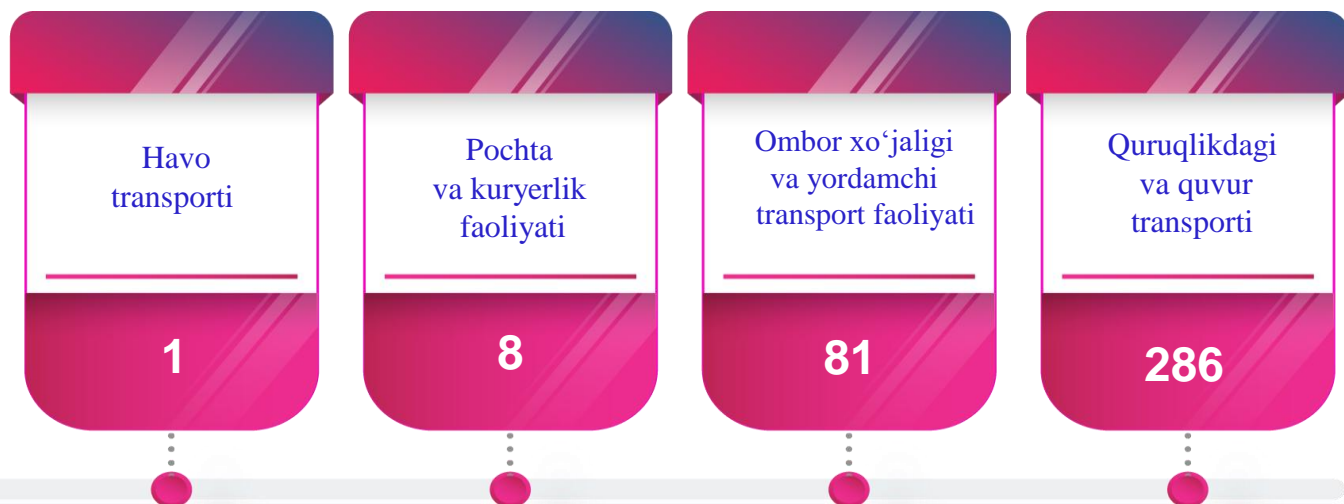 Havo
transporti
1
Pochta
va kuryerlik
faoliyati
8
Ombor xo‘jaligi
va yordamchi
transport faoliyati
81
Quruqlikdagi
va quvur
transporti
286